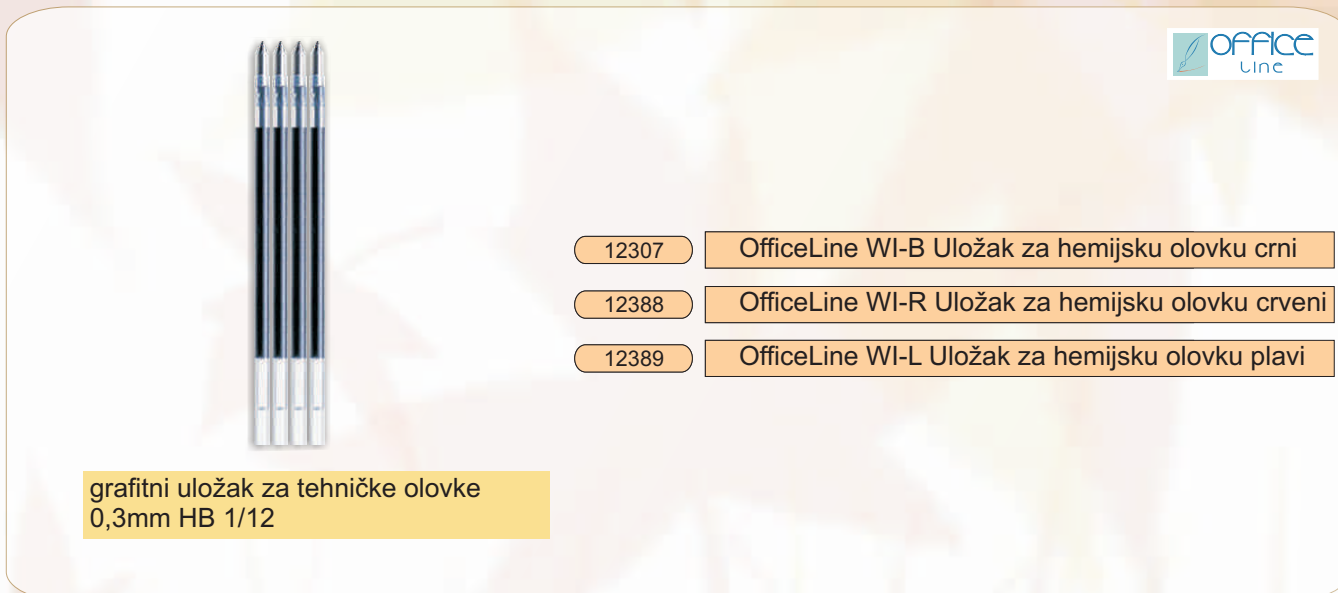 OFFICE
Line
12307 OfficeLine WI-B Uložak za hemijsku olovku crni
12388 OfficeLine WI-R Uložak za hemijsku olovku crveni
12389 OfficeLine WI-L Uložak za hemijsku olovku plavi
grafitni uložak za tehničke olovke
0,3mm HB 1/12